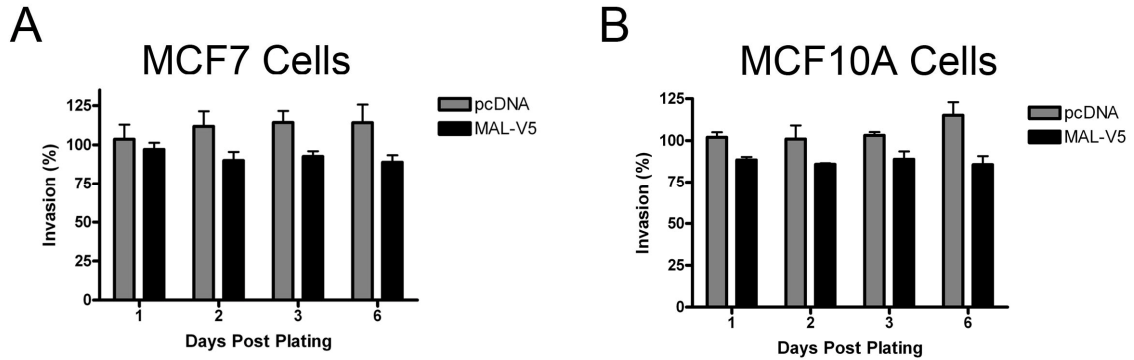 A
MCF7 Cells
125
100
75
50
25
0
Invasion (%)
1 2 3 6
Days Post Plating
pcDNA
MAL-V5
B
MCF10A Cells
125
100
75
50
25
0
Invasion (%)
1 2 3 6
Days Post Plating
pcDNA
MAL-V5